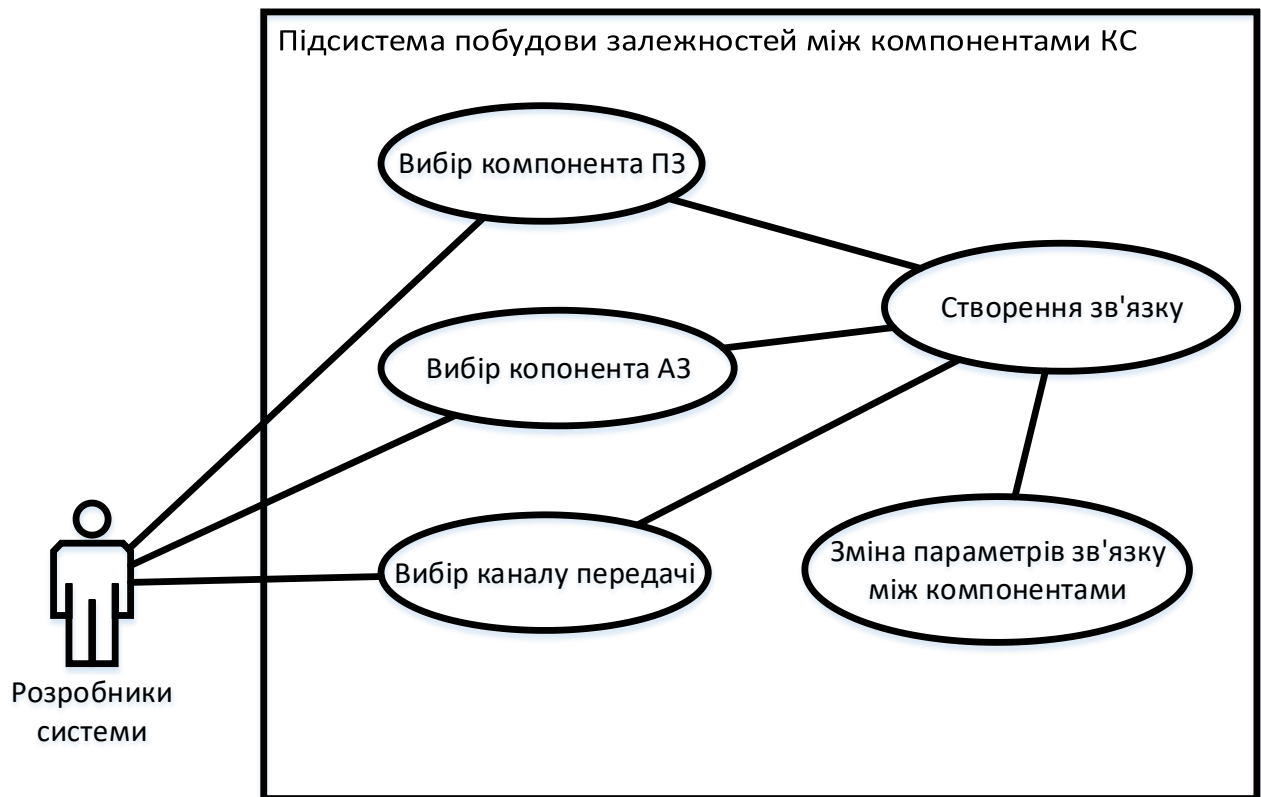 Підсистема побудови залежностей між компонентами КС
Вибір компонента ПЗ
Створення зв'язку
Вибір копонента АЗ
Вибір каналу передачі
Зміна параметрів зв'язку
між компонентами
Розробники
системи